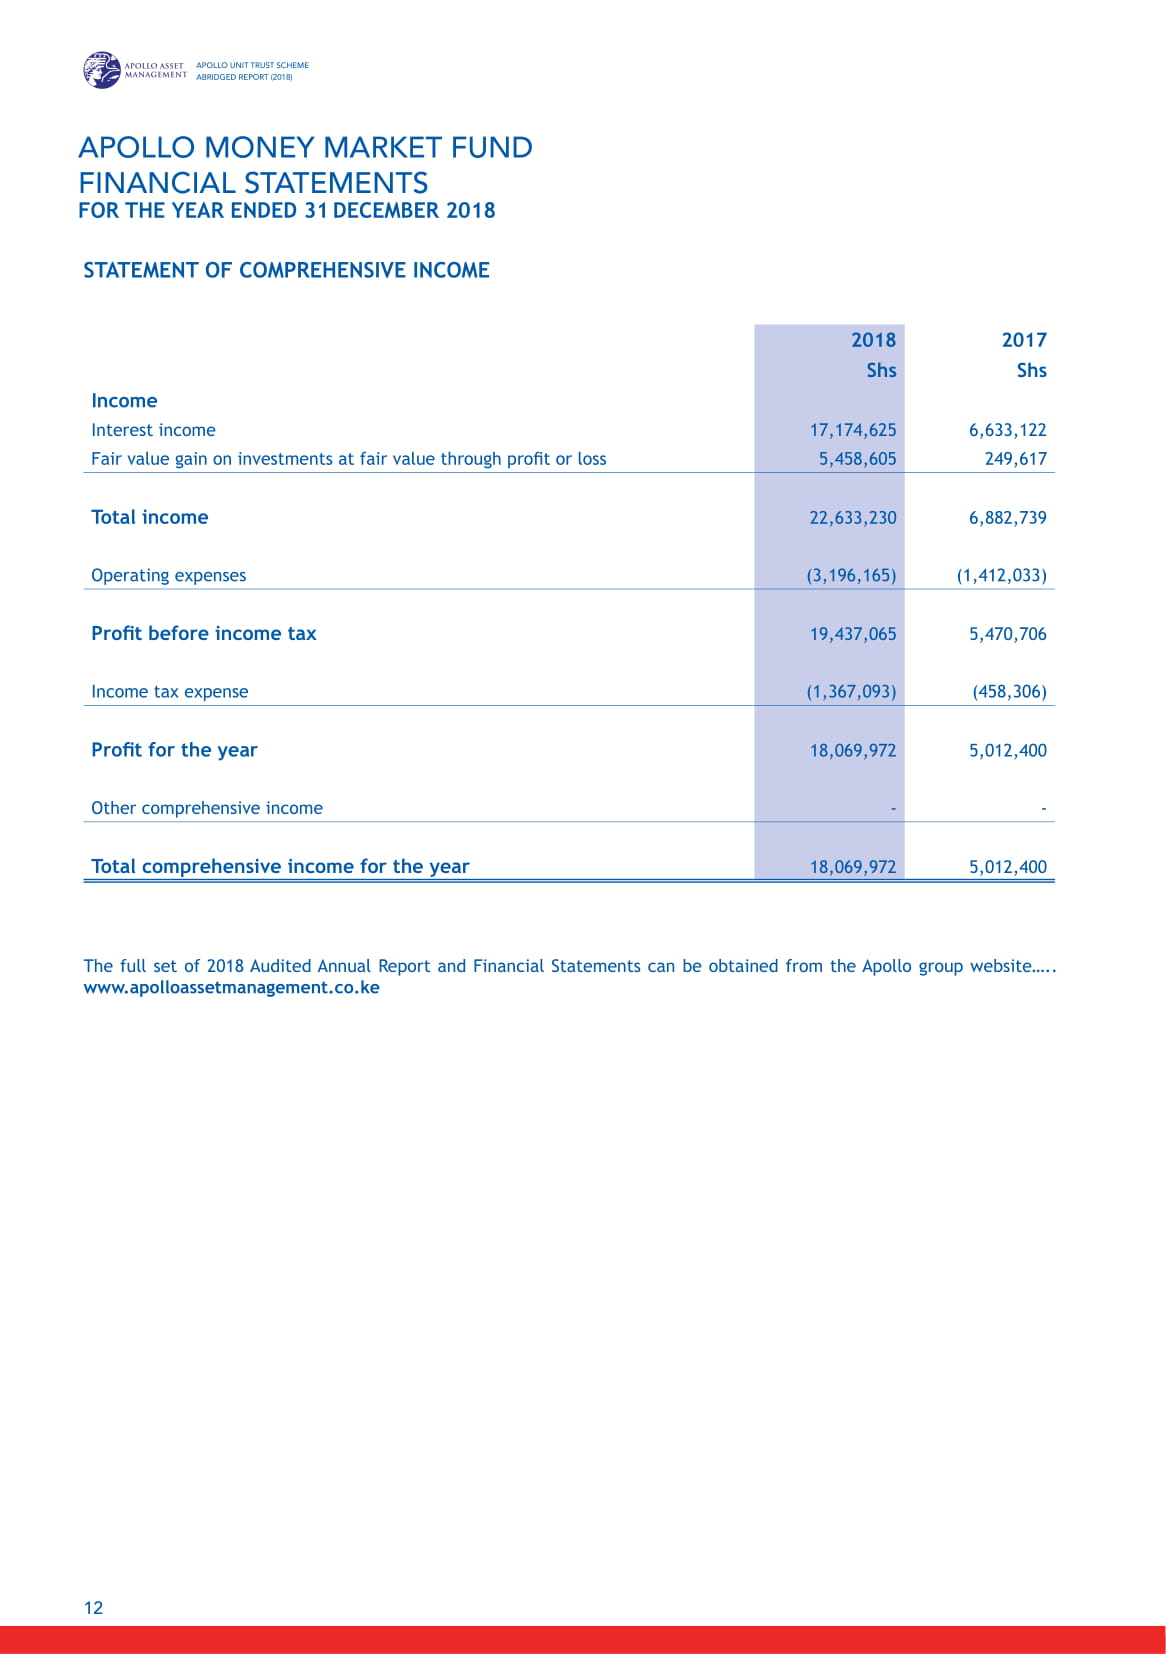 APOLLO ASSET
MANAGEMENT
APOLLO UNIT TRUST SCHEME
ABRIDGED REPORT (2018)
APOLLO MONEY MARKET FUND
FINANCIAL STATEMENTS
FOR THE YEAR ENDED 31 DECEMBER 2018
STATEMENT OF COMPREHENSIVE INCOME
2018 2017
Shs Shs
Income
Interest income 17,174,625 6,633,122
Fair value gain on investments at fair value through profit or loss 5,458,605 249,617
Total income 22,633,230 6,882,739
Operating expenses (3,196,165) (1,412,033)
Profit before income tax 19,437,065 5,470,706
Income tax expense (1,367,093) (458,306)
Profit for the year 18,069,972 5,012,400
Other comprehensive income - -
Total comprehensive income for the year 18,069,972 5,012,400
The full set of 2018 Audited Annual Report and Financial Statements can be obtained from the Apollo group website.....
www.apolloassetmanagement.co.ke
12